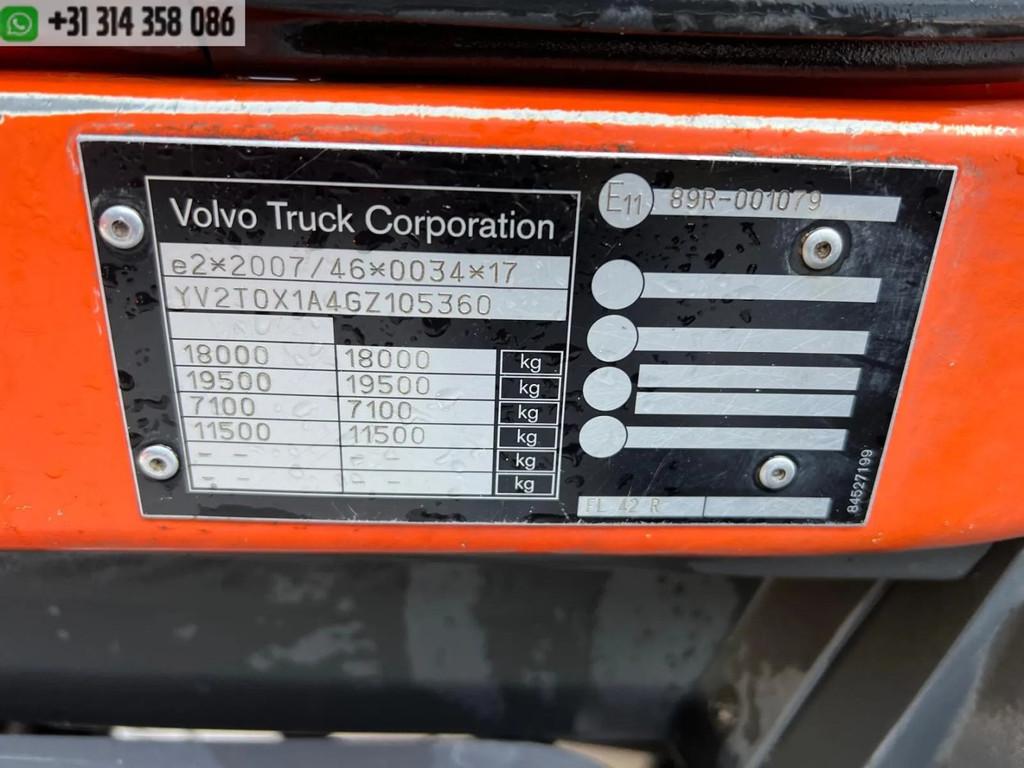 +31 314 358 086
Volvo Truck Corporation
e2*2007/46*0034*17
YV2T0X1A4GZ105360
18000 18000 kg
19500 19500 kg
7100 7100 kg
11500 11500 kg
- - - - kg
- - - - kg
E11 89R-001079
FL 42 R
84527199